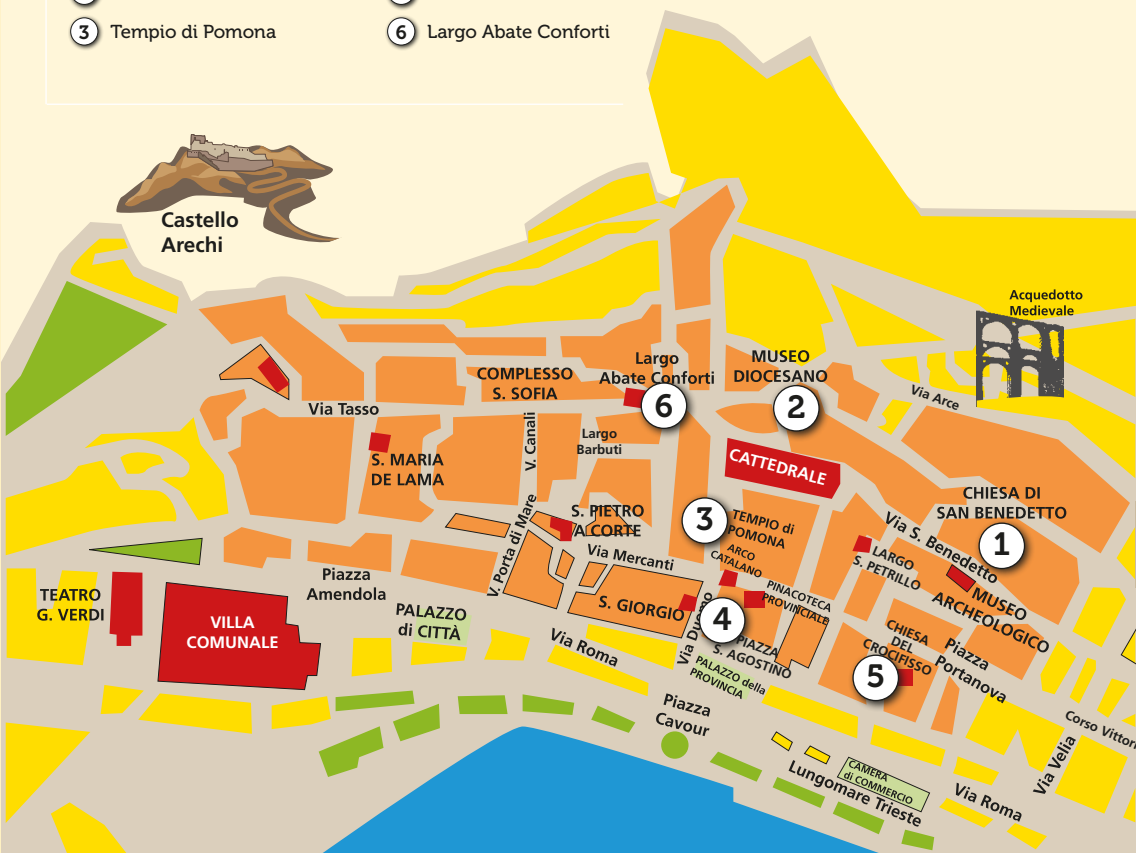 3 Tempio di Pomona
6 Largo Abate Conforti
Castello
Arechi
Acquedotto
Medievale
Largo
Abate Conforti
6
MUSEO
DIOCESANO
2
COMPLESSO
S. SOFIA
Via Arce
Via Tasso
V. Canali
Largo
Barbuti
S. MARIA
DE LAMA
CATTEDRALE
CHIESA DI
SAN BENEDETTO
1
S. PIETRO
A CORTE
3
TEMPIO di
POMONA
Via S. Benedetto
V. Porta di Mare
Via Mercanti
ARCO
CATALANO
LARGO
S. PETRILLO
Piazza
Amendola
PINACOTECA
PROVINCIALE
MUSEO
ARCHEOLOGICO
TEATRO
G. VERDI
VILLA
COMUNALE
PALAZZO
di CITTÀ
S. GIORGIO
Via Duomo
4
CHIESA
DEL
CROCIFISSO
5
Via Roma
PIAZZA
S. AGOSTINO
Piazza
Portanova
PALAZZO della
PROVINCIA
Piazza
Cavour
Corso Vittori
Via Velia
CAMERA
di COMMERCIO
Lungomare Trieste
Via Roma